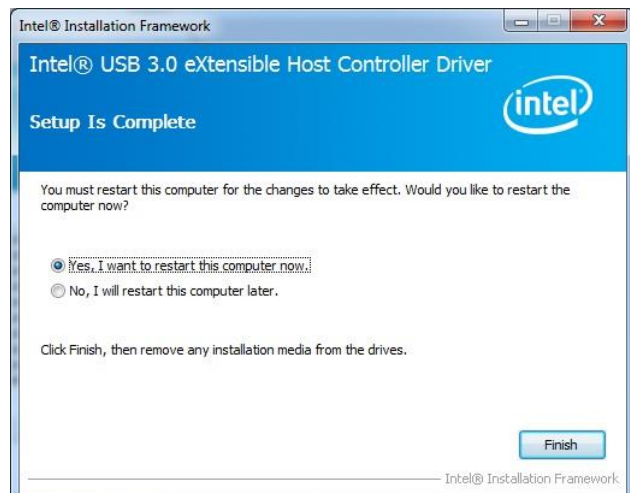 Intel® Installation Framework
Intel® USB 3.0 eXtensible Host Controller Driver
intel
Setup Is Complete
You must restart this computer for the changes to take effect. Would you like to restart the
computer now?
Yes, I want to restart this computer now.
No, I will restart this computer later.
Click Finish, then remove any installation media from the drives.
Finish
Intel® Installation Framework